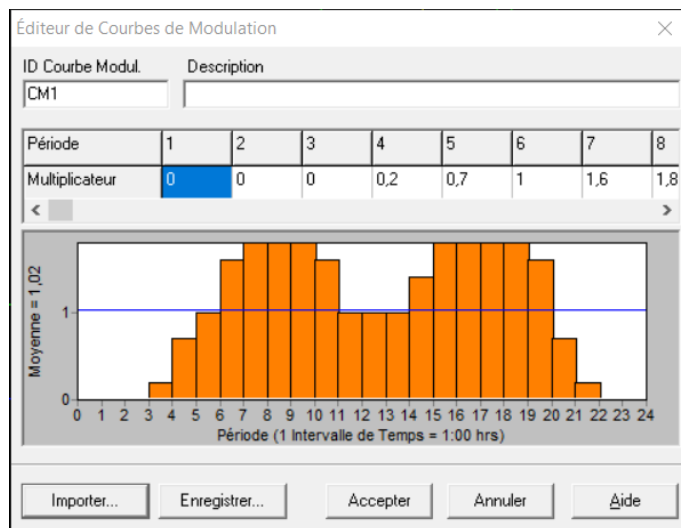 Éditeur de Courbes de Modulation
ID Courbe Modul. Description
CM1
Période 1 2 3 4 5 6 7 8
Multiplicateur 0 0 0 0,2 0,7 1 1,6 1,8
Moyenne = 1,02
1
0
0 1 2 3 4 5 6 7 8 9 10 11 12 13 14 15 16 17 18 19 20 21 22 23 24
Période (1 Intervalle de Temps = 1:00 hrs)
Importer... Enregistrer... Accepter Annuler Aide